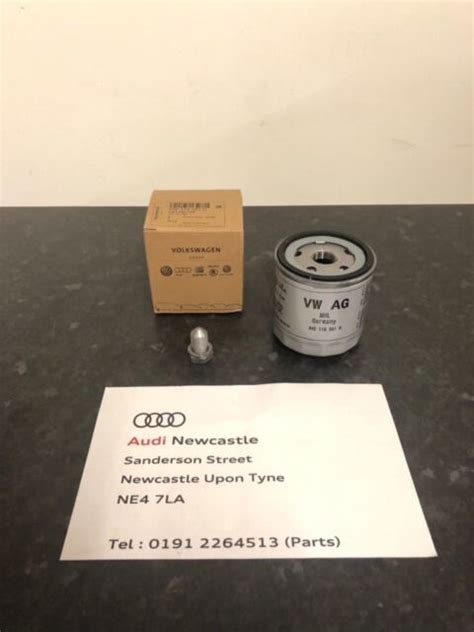 VOLKSWAGEN
VW AG
Germany
Audi Newcastle
Sanderson Street
Newcastle Upon Tyne
NE4 7LA
Tel : 0191 2264513 (Parts)